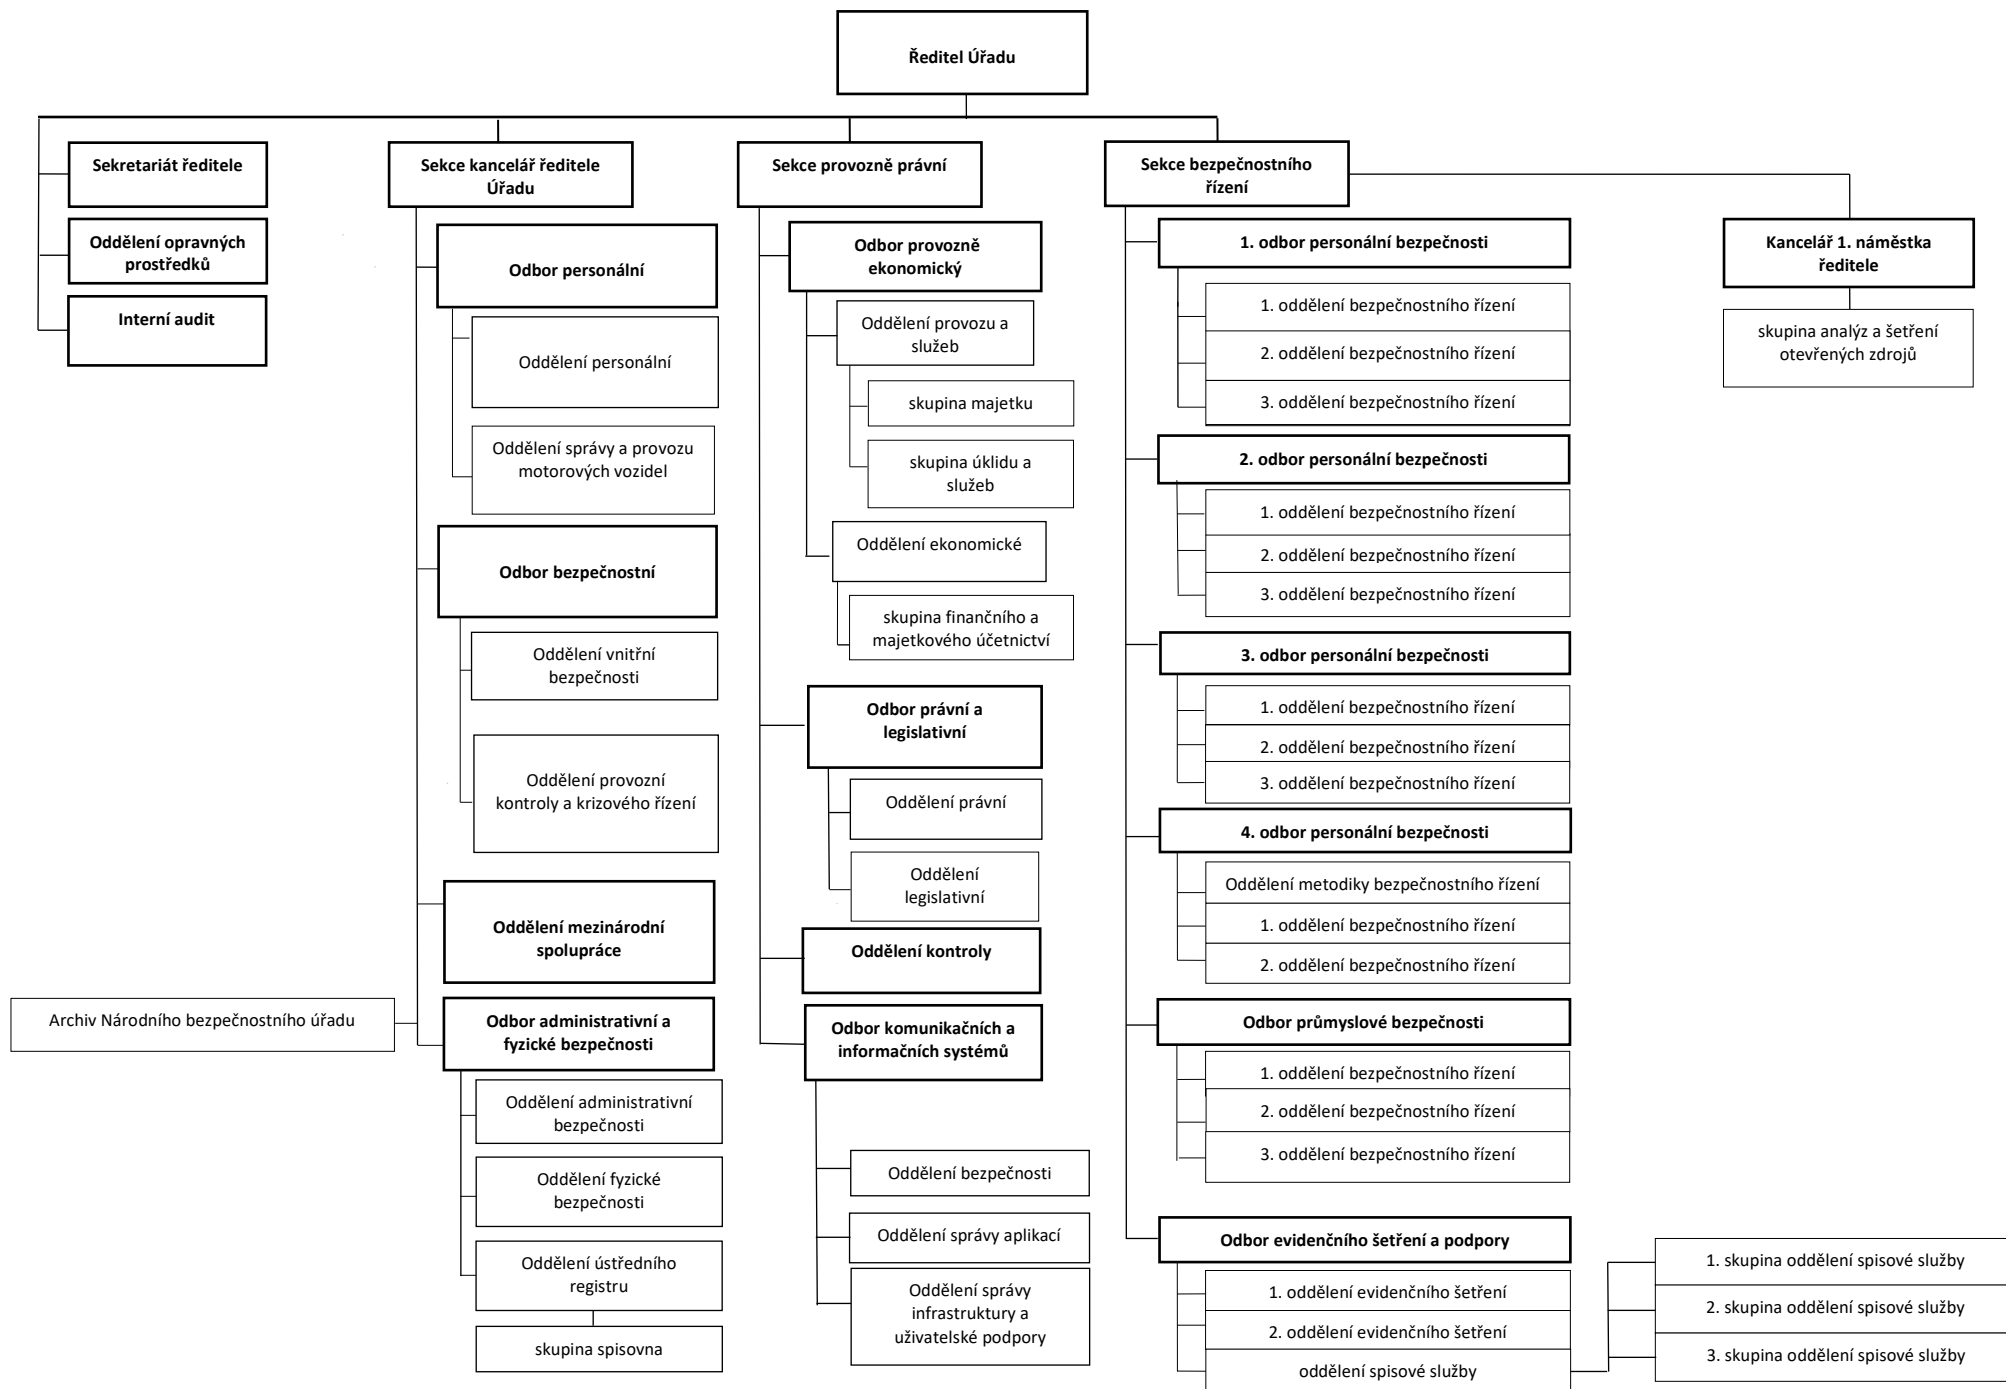 Ředitel Úřadu
Sekretariát ředitele
Oddělení opravných
prostředků
Interní audit
Sekce kancelář ředitele
Úřadu
Odbor personální
Oddělení personální
Oddělení správy a provozu
motorových vozidel
Odbor bezpečnostní
Oddělení vnitřní
bezpečnosti
Oddělení provozní
kontroly a krizového řízení
Oddělení mezinárodní
spolupráce
Archiv Národního bezpečnostního úřadu
Odbor administrativní a
fyzické bezpečnosti
Oddělení administrativní
bezpečnosti
Oddělení fyzické
bezpečnosti
Oddělení ústředního
registru
skupina spisovna
Sekce provozně právní
Odbor provozně
ekonomický
Oddělení provozu a
služeb
skupina majetku
skupina úklidu a
služeb
Oddělení ekonomické
skupina finančního a
majetkového účetnictví
Odbor právní a
legislativní
Oddělení právní
Oddělení
legislativní
Oddělení kontroly
Odbor komunikačních a
informačních systémů
Oddělení bezpečnosti
Oddělení správy aplikací
Oddělení správy
infrastruktury a
uživatelské podpory
Sekce bezpečnostního
řízení
1. odbor personální bezpečnosti
1. oddělení bezpečnostního řízení
2. oddělení bezpečnostního řízení
3. oddělení bezpečnostního řízení
2. odbor personální bezpečnosti
1. oddělení bezpečnostního řízení
2. oddělení bezpečnostního řízení
3. oddělení bezpečnostního řízení
3. odbor personální bezpečnosti
1. oddělení bezpečnostního řízení
2. oddělení bezpečnostního řízení
3. oddělení bezpečnostního řízení
4. odbor personální bezpečnosti
Oddělení metodiky bezpečnostního řízení
1. oddělení bezpečnostního řízení
2. oddělení bezpečnostního řízení
Odbor průmyslové bezpečnosti
1. oddělení bezpečnostního řízení
2. oddělení bezpečnostního řízení
3. oddělení bezpečnostního řízení
Odbor evidenčního šetření a podpory
1. oddělení evidenčního šetření
2. oddělení evidenčního šetření
oddělení spisové služby
1. skupina oddělení spisové služby
2. skupina oddělení spisové služby
3. skupina oddělení spisové služby
Kancelář 1. náměstka
ředitele
skupina analýz a šetření
otevřených zdrojů